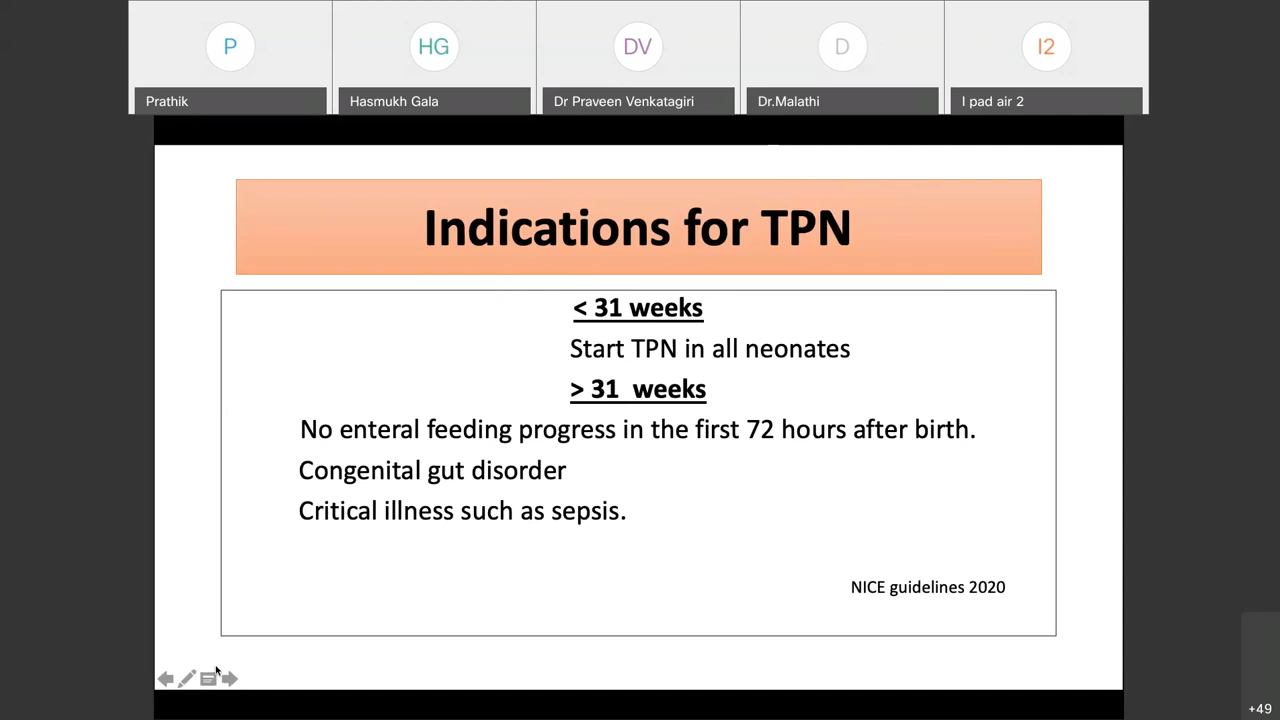 P
HG
DV
D
I2
Prathik
Hasmukh Gala
Dr Praveen Venkatagiri
Dr.Malathi
I pad air 2
Indications for TPN
< 31 weeks
Start TPN in all neonates
> 31  weeks
No enteral feeding progress in the first 72 hours after birth.
Congenital gut disorder
Critical illness such as sepsis.
NICE guidelines 2020
+49